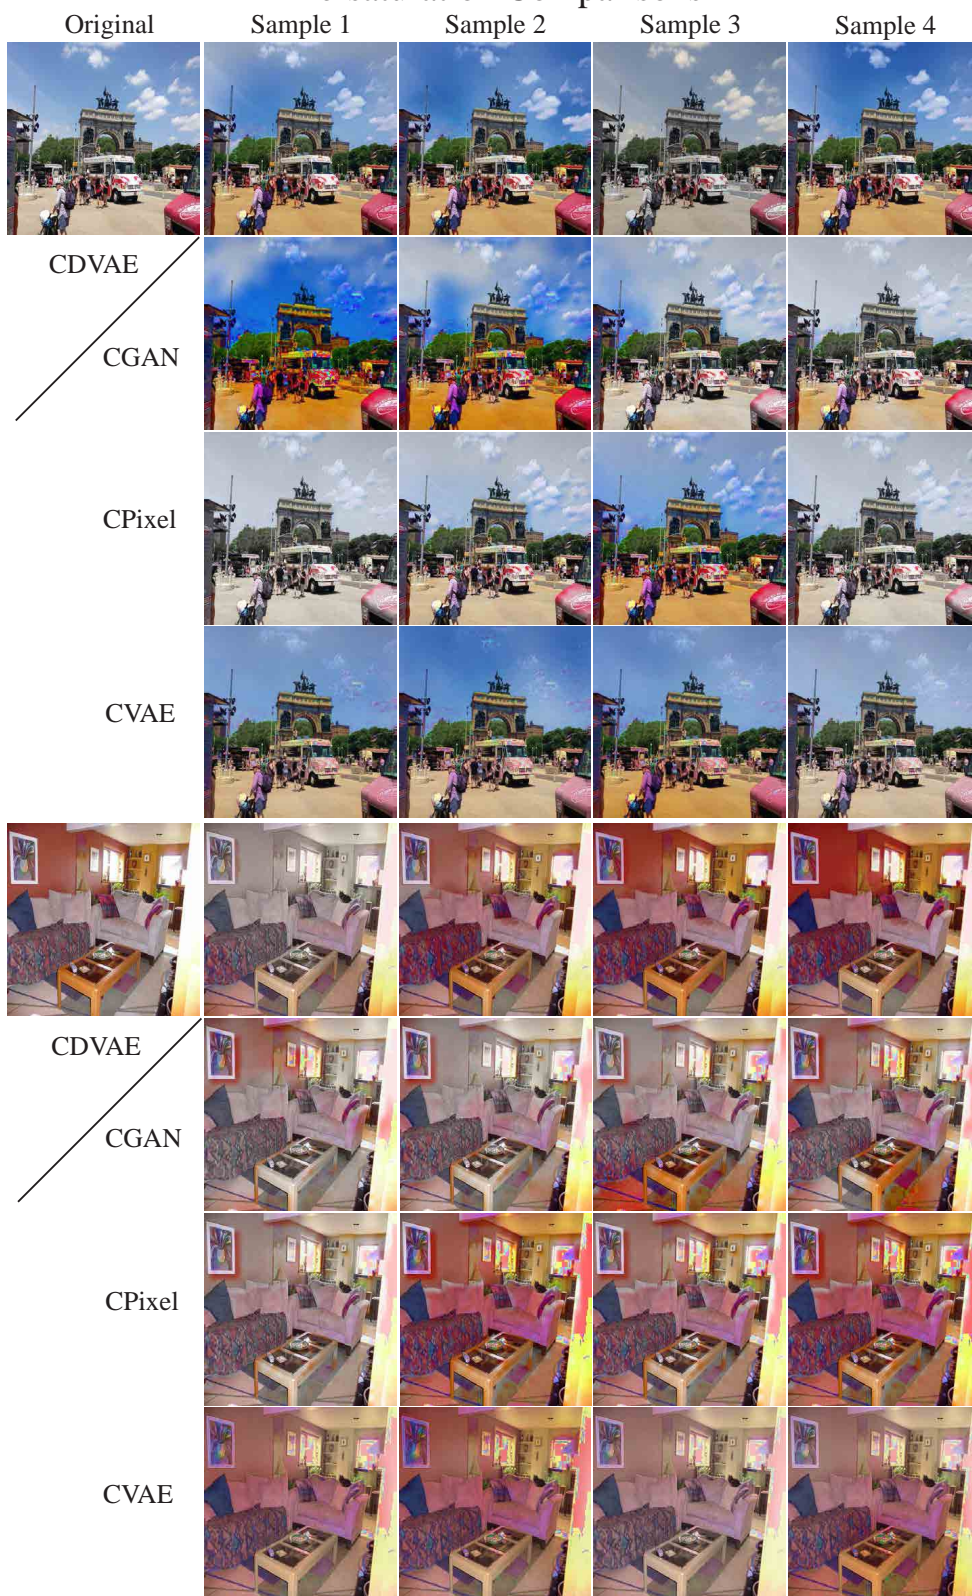 Original Sample 1 Sample 2 Sample 3 Sample 4
CDVAE
CGAN
CPixel
CVAE
CDVAE
CGAN
CPixel
CVAE